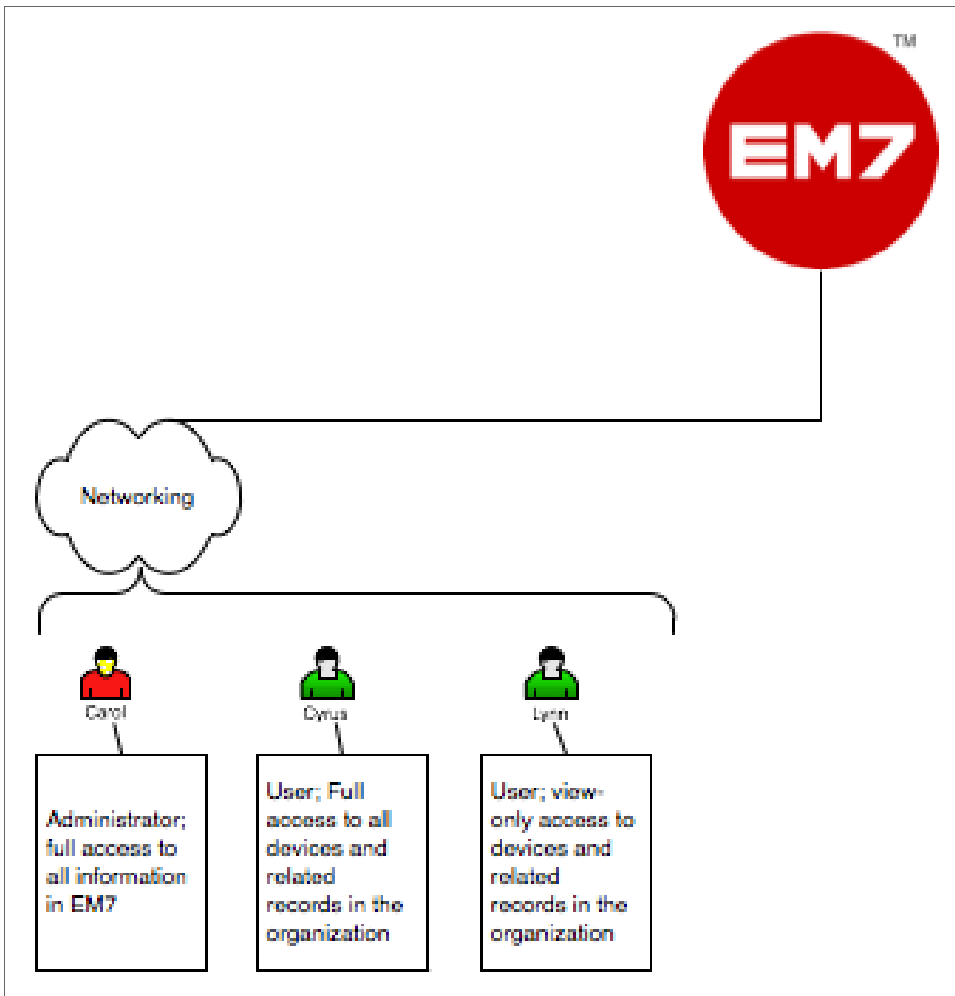 TM
EM7
Networking
Carol
Cyrus
Lynn
Administrator;
full access to
all information
in EM7
User; Full
access to all
devices and
related
records in the
organization
User; view-
only access to
devices and
related
records in the
organization